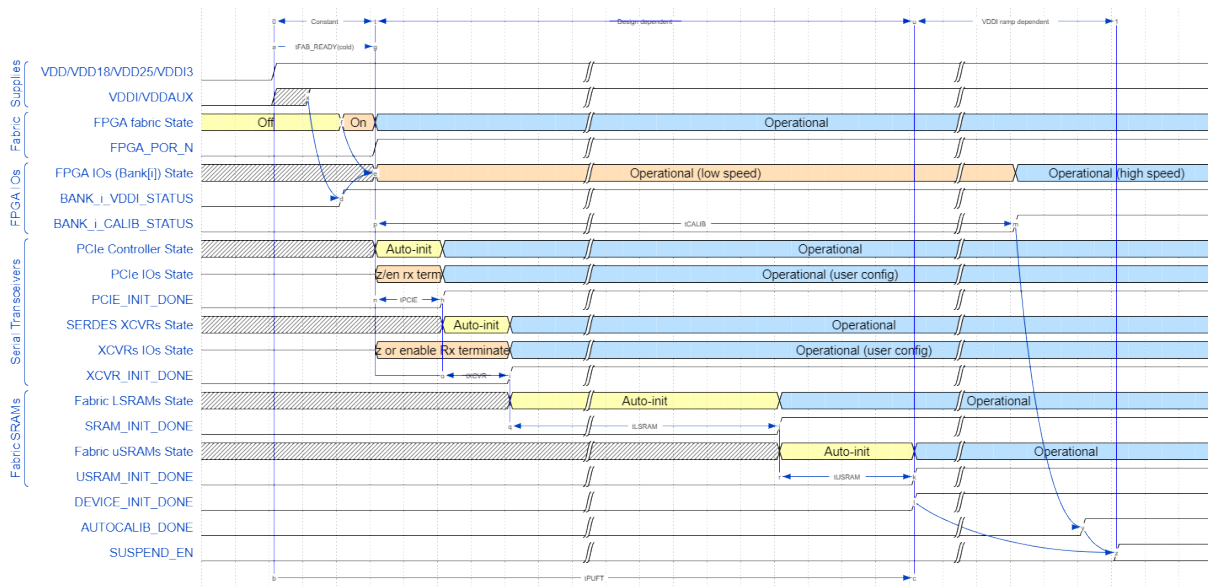 Constant
Design dependent
VDDI ramp dependent
tFAB_READY(cold)
Supplies
VDD/VDD18/VDD25/VDDI3
VDDI/VDDAUX
Fabric
FPGA fabric State
Off
On
Operational
FPGA_POR_N
FPGA IOs
FPGA IOs (Bank[i]) State
Operational (low speed)
Operational (high speed)
BANK_i_VDDI_STATUS
d
BANK_i_CALIB_STATUS
p
tCALIB
m
Serial Transceivers
PCIe Controller State
Auto-init
Operational
PCIe IOs State
z/en rx term
Operational (user config)
PCIE_INIT_DONE
n
tPCIE
h
SERDES XCVRs State
Auto-init
Operational
XCVRs IOs State
z or enable Rx terminate
Operational (user config)
XCVR_INIT_DONE
o
tXCVR
i
Fabric SRAMs
Fabric LSRAMs State
Auto-init
Operational
SRAM_INIT_DONE
q
tLSRAM
j
Fabric uSRAMs State
Auto-init
Operational
USRAM_INIT_DONE
r
tUSRAM
k
DEVICE_INIT_DONE
AUTOCALIB_DONE
SUSPEND_EN
b
tPUFT
c